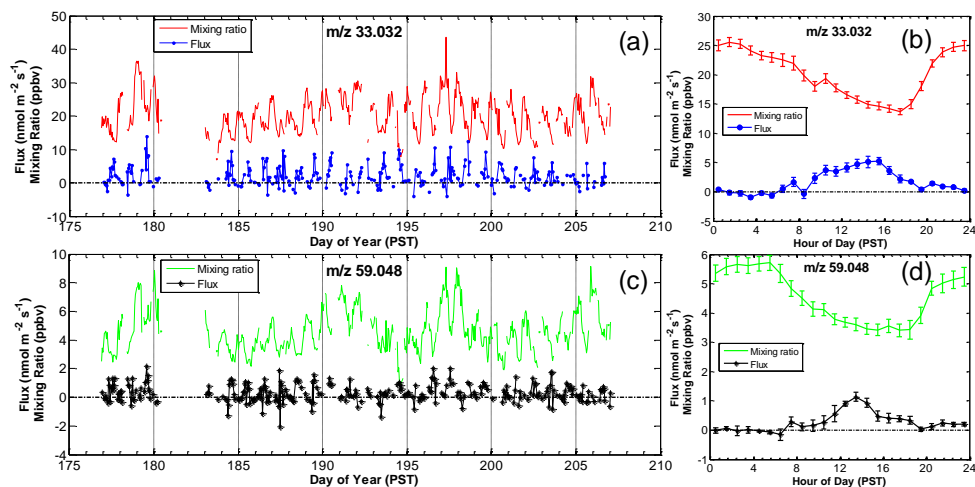 m/z 33.032
(a)
Mixing ratio
Flux
Flux (nmol m⁻² s⁻¹)
Mixing Ratio (ppbv)
50
40
30
20
10
0
-10
175 180 185 190 195 200 205 210
Day of Year (PST)
m/z 33.032
(b)
Mixing ratio
Flux
Flux (nmol m⁻² s⁻¹)
Mixing Ratio (ppbv)
30
25
20
15
10
5
0
-5
0 4 8 12 16 20 24
Hour of Day (PST)
m/z 59.048
(c)
Mixing ratio
Flux
Flux (nmol m⁻² s⁻¹)
Mixing Ratio (ppbv)
10
8
6
4
2
0
-2
-4
175 180 185 190 195 200 205 210
Day of Year (PST)
m/z 59.048
(d)
Mixing ratio
Flux
Flux (nmol m⁻² s⁻¹)
Mixing Ratio (ppbv)
6
5
4
3
2
1
0
-1
0 4 8 12 16 20 24
Hour of Day (PST)